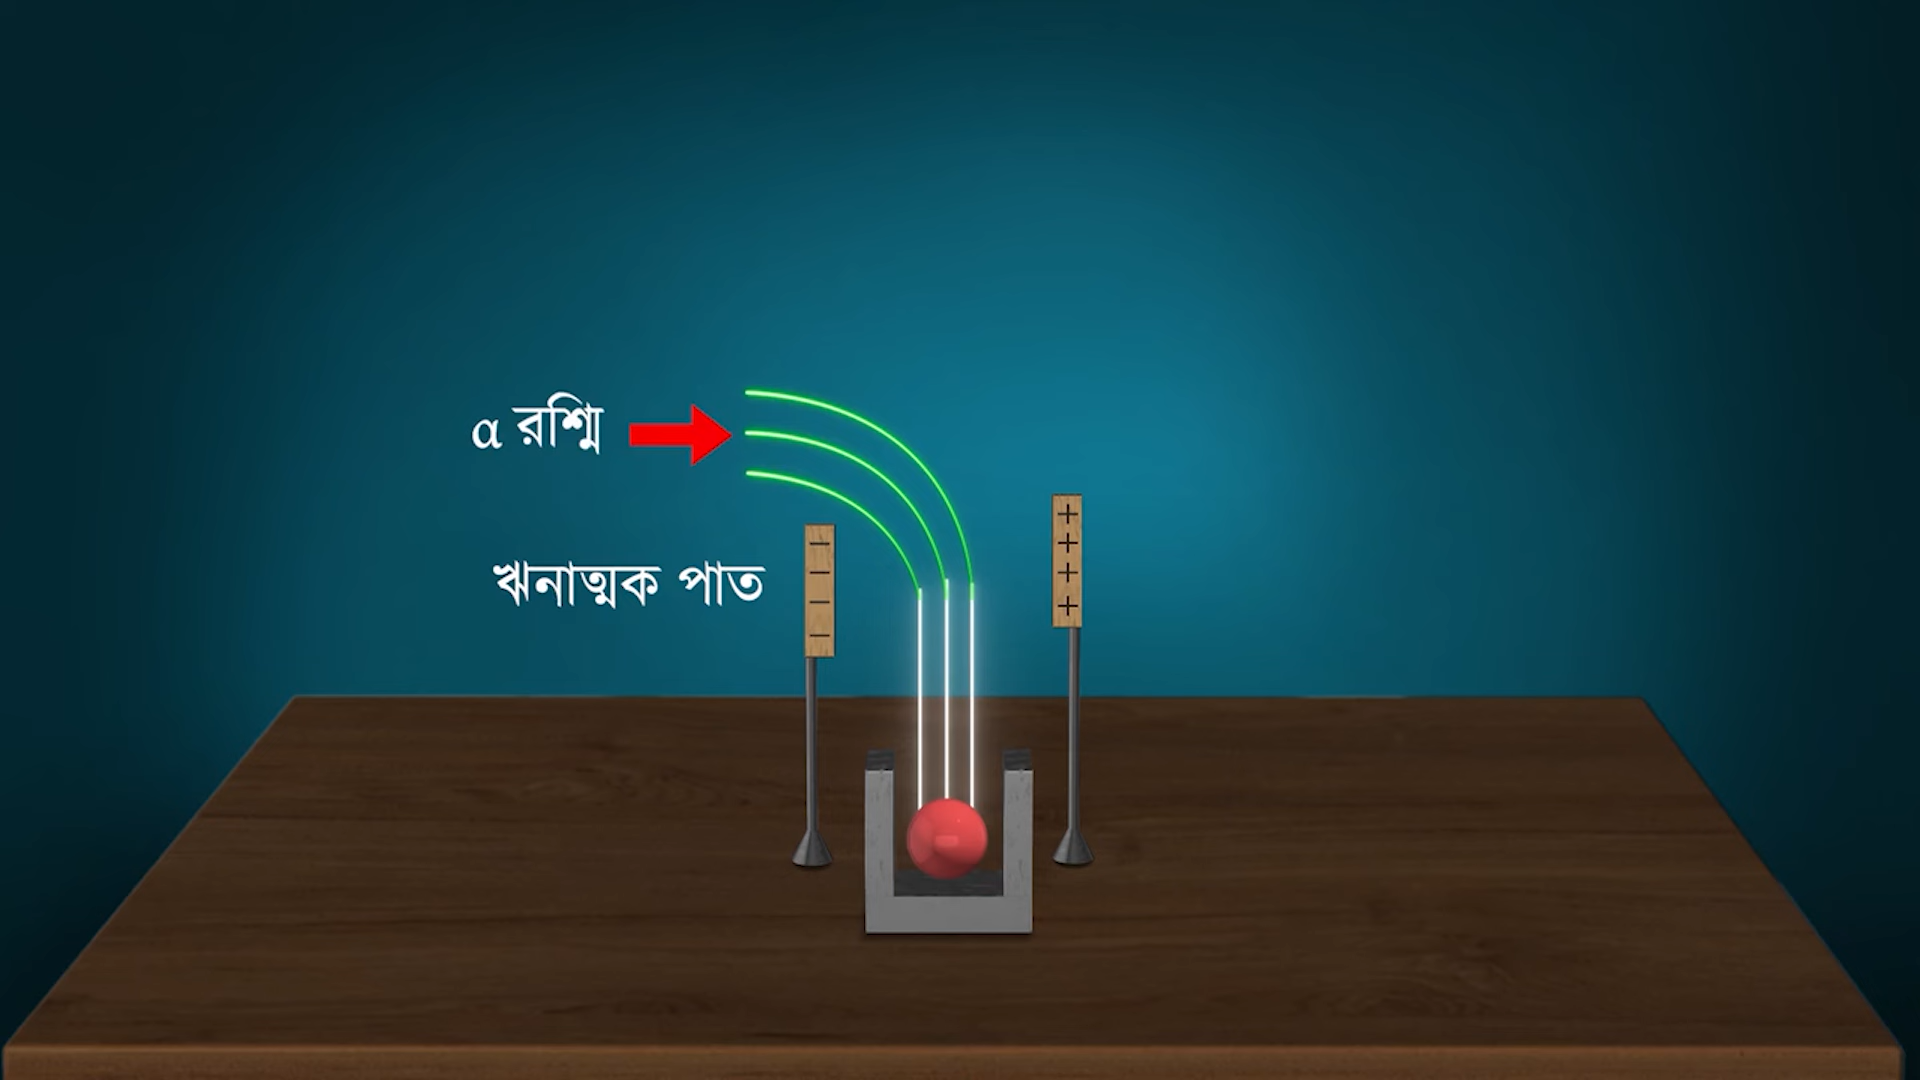 α রশ্মি
ঋনাত্মক পাত
− − − −
+ + + +